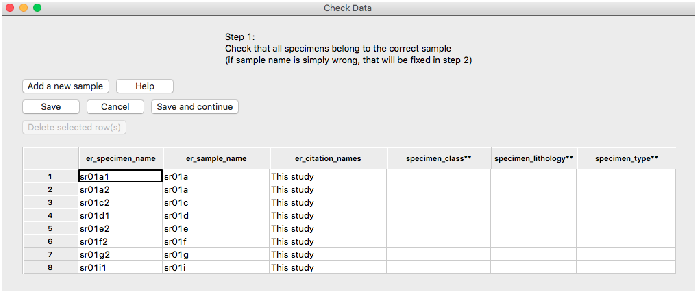 Check Data
Step 1:
Check that all specimens belong to the correct sample
(if sample name is simply wrong, that will be fixed in step 2)
Add a new sample Help
Save Cancel Save and continue
Delete selected row(s)
er_specimen_name er_sample_name er_citation_names specimen_class** specimen_lithology** specimen_type**
1 sr01a1 sr01a This study
2 sr01a2 sr01a This study
3 sr01c2 sr01c This study
4 sr01d1 sr01d This study
5 sr01e2 sr01e This study
6 sr01f2 sr01f This study
7 sr01g2 sr01g This study
8 sr01i1 sr01i This study